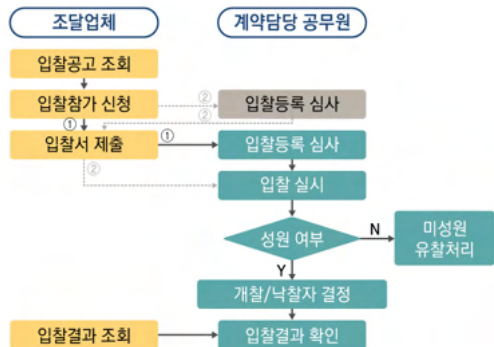 조달업체
계약담당 공무원
입찰공고 조회
입찰참가 신청
②
입찰등록 심사
②
①
입찰서 제출
①
입찰등록 심사
②
입찰 실시
성원 여부
N
미성원
유찰처리
Y
개찰/낙찰자 결정
입찰결과 조회
입찰결과 확인